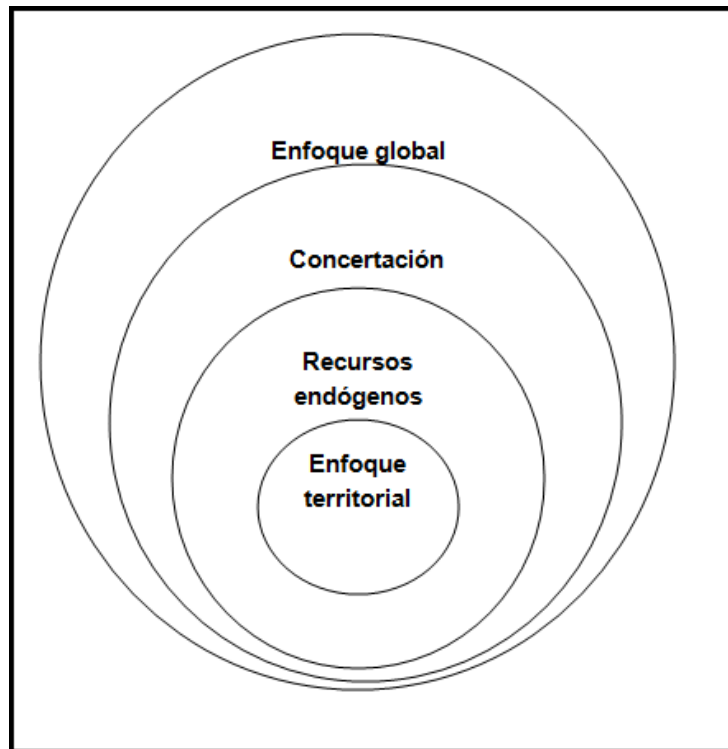 Enfoque global
Concertación
Recursos
endógenos
Enfoque
territorial